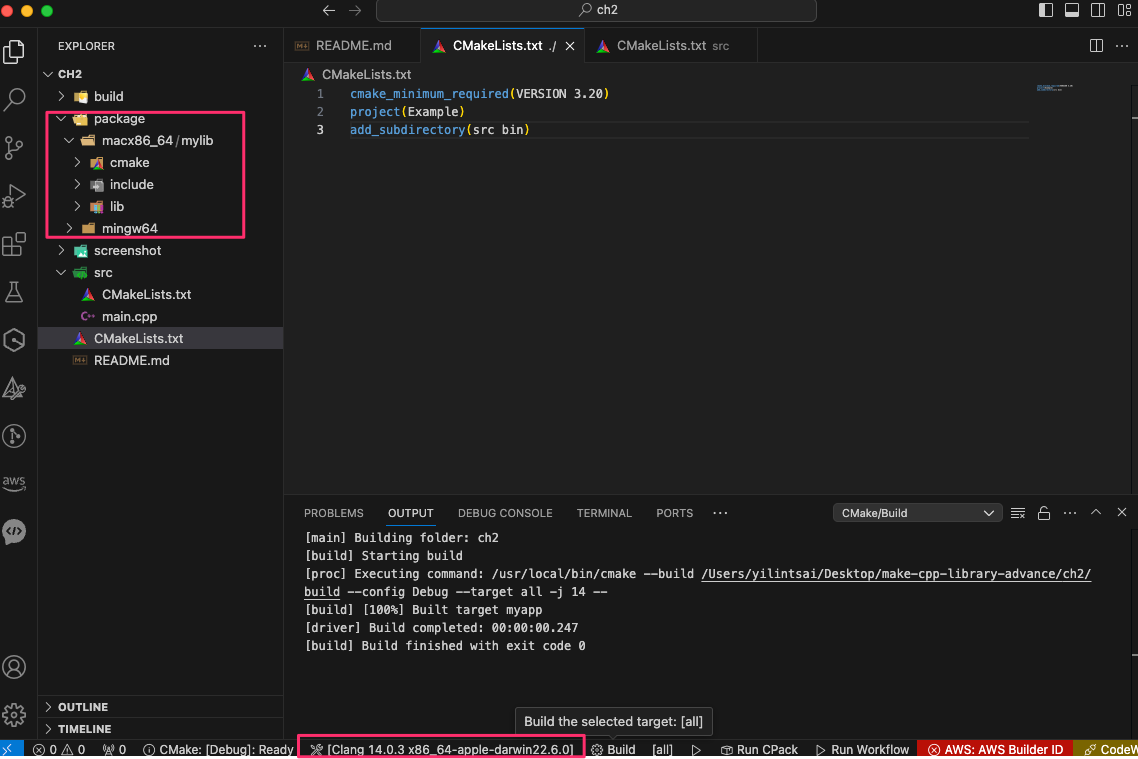 ch2
EXPLORER
CH2
build
package
macx86_64/mylib
cmake
include
lib
mingw64
screenshot
src
CMakeLists.txt
main.cpp
CMakeLists.txt
README.md
OUTLINE
TIMELINE
README.md
CMakeLists.txt ./
CMakeLists.txt src
CMakeLists.txt
1 cmake_minimum_required(VERSION 3.20)
2 project(Example)
3 add_subdirectory(src bin)
aws
PROBLEMS OUTPUT DEBUG CONSOLE TERMINAL PORTS
CMake/Build
[main] Building folder: ch2
[build] Starting build
[proc] Executing command: /usr/local/bin/cmake --build /Users/yilintsai/Desktop/make-cpp-library-advance/ch2/
build --config Debug --target all -j 14 --
[build] [100%] Built target myapp
[driver] Build completed: 00:00:00.247
[build] Build finished with exit code 0
Build the selected target: [all]
0 0 0 CMake: [Debug]: Ready [Clang 14.0.3 x86_64-apple-darwin22.6.0] Build [all] Run CPack Run Workflow AWS: AWS Builder ID CodeW